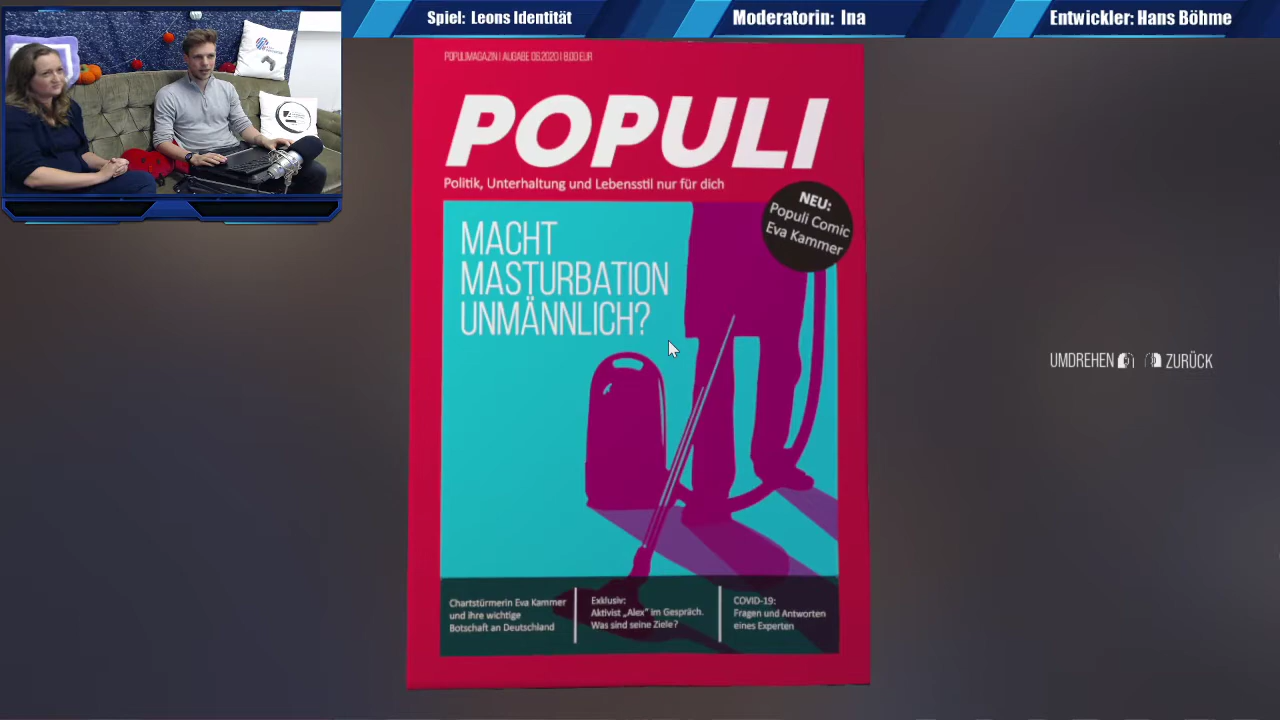 Spiel: Leons Identität
Moderatorin: Ina
Entwickler: Hans Böhme
POPULIMAGAZIN | AUGABE 06.2020 | 8,00 EUR
POPULI
Politik, Unterhaltung und Lebensstil nur für dich
NEU:
Populi Comic
Eva Kammer
MACHT
MASTURBATION
UNMÄNNLICH?
UMDREHEN
ZURÜCK
Chartstürmerin Eva Kammer
und ihre wichtige
Botschaft an Deutschland
Exklusiv:
Aktivist „Alex“ im Gespräch.
Was sind seine Ziele?
COVID-19:
Fragen und Antworten
eines Experten